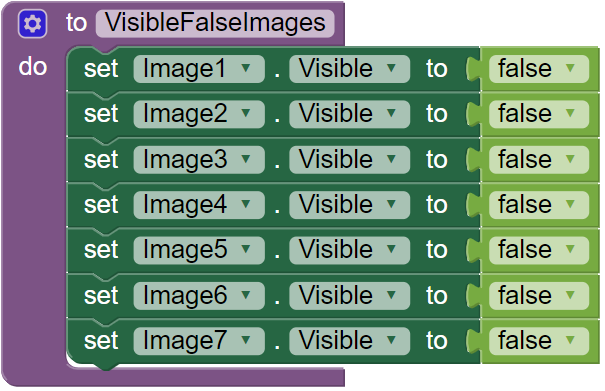 to VisibleFalseImages
do set Image1 . Visible to false
set Image2 . Visible to false
set Image3 . Visible to false
set Image4 . Visible to false
set Image5 . Visible to false
set Image6 . Visible to false
set Image7 . Visible to false